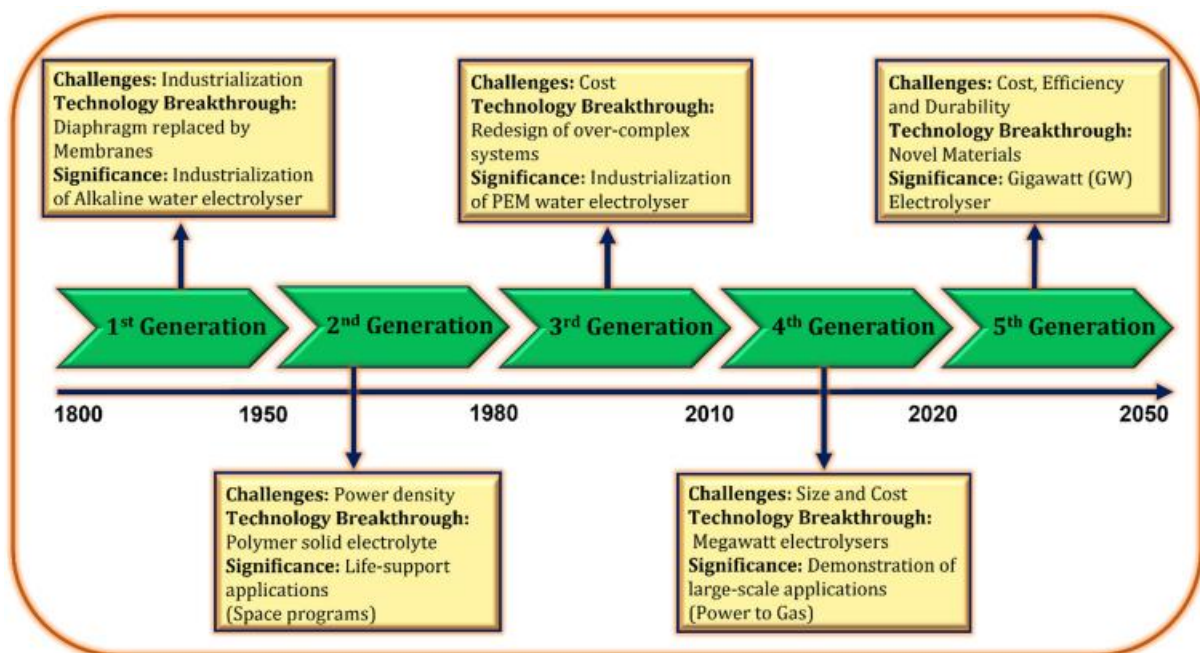 Challenges: Industrialization
Technology Breakthrough:
Diaphragm replaced by
Membranes
Significance: Industrialization
of Alkaline water electrolyser
Challenges: Cost
Technology Breakthrough:
Redesign of over-complex
systems
Significance: Industrialization
of PEM water electrolyser
Challenges: Cost, Efficiency
and Durability
Technology Breakthrough:
Novel Materials
Significance: Gigawatt (GW)
Electrolyser
1st Generation
2nd Generation
3rd Generation
4th Generation
5th Generation
1800
1950
1980
2010
2020
2050
Challenges: Power density
Technology Breakthrough:
Polymer solid electrolyte
Significance: Life-support
applications
(Space programs)
Challenges: Size and Cost
Technology Breakthrough:
Megawatt electrolysers
Significance: Demonstration of
large-scale applications
(Power to Gas)